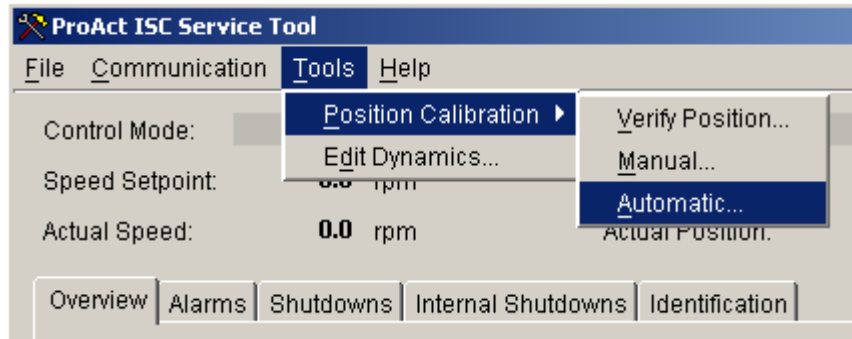 ProAct ISC Service Tool
File Communication Tools Help
Position Calibration
Verify Position...
Edit Dynamics...
Manual...
Automatic...
Control Mode:
Speed Setpoint: rpm
Actual Speed: 0.0 rpm Actual Position:
Overview Alarms Shutdowns Internal Shutdowns Identification